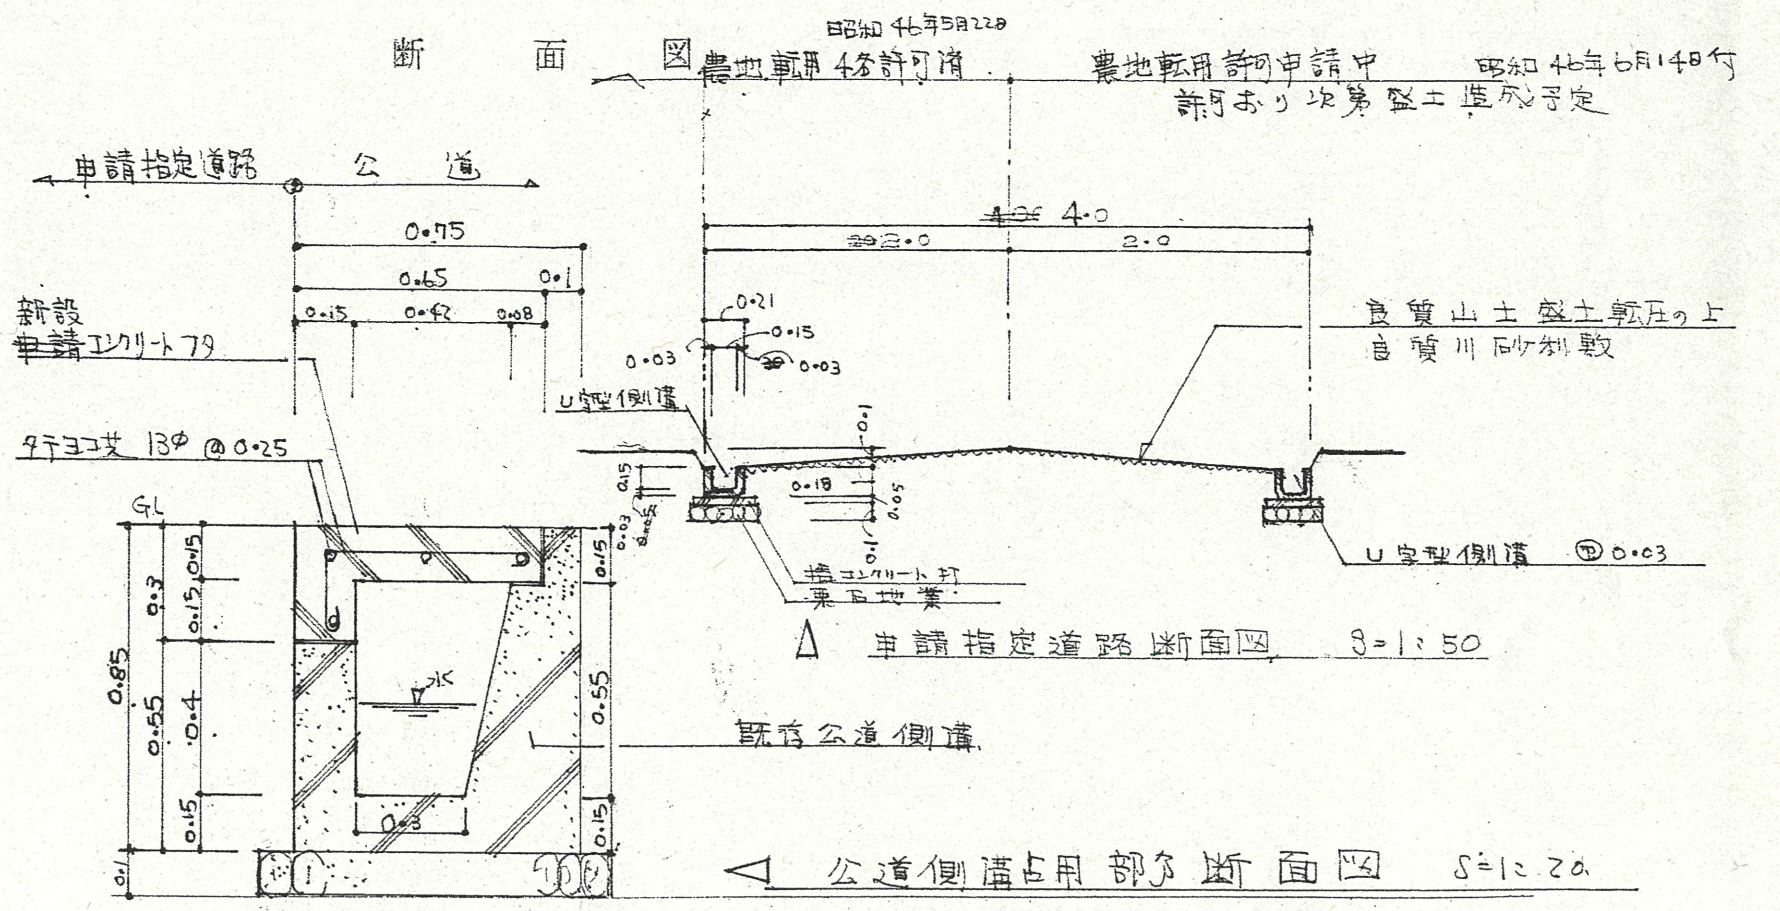 断面図
昭和46年5月22日
農地転用 4条許可済
農地転用許可申請中 昭和46年6月14日付
許可おり次第盛土造成予定
申請指定道路 公道
0.75
0.65 0.1
0.15 0.42 0.08
新設
申請コンクリートフタ
タテヨコ共 13φ @0.25
GL
0.85
0.1
0.3
0.55
0.15
0.15
0.4
0.15
水
0.3
0.15
0.55
0.15
既存公道側溝
4.0
2.0 2.0
0.21
0.15
0.03 0.03
U字型側溝
0.1
0.15
0.03
0.05
0.18
0.05
0.1
良質山土盛土転圧の上
良質川砂利敷
U字型側溝 ㋐0.03
捨コンクリート打
栗石地業
申請指定道路断面図 S=1:50
公道側溝占用部分断面図 S=1:20